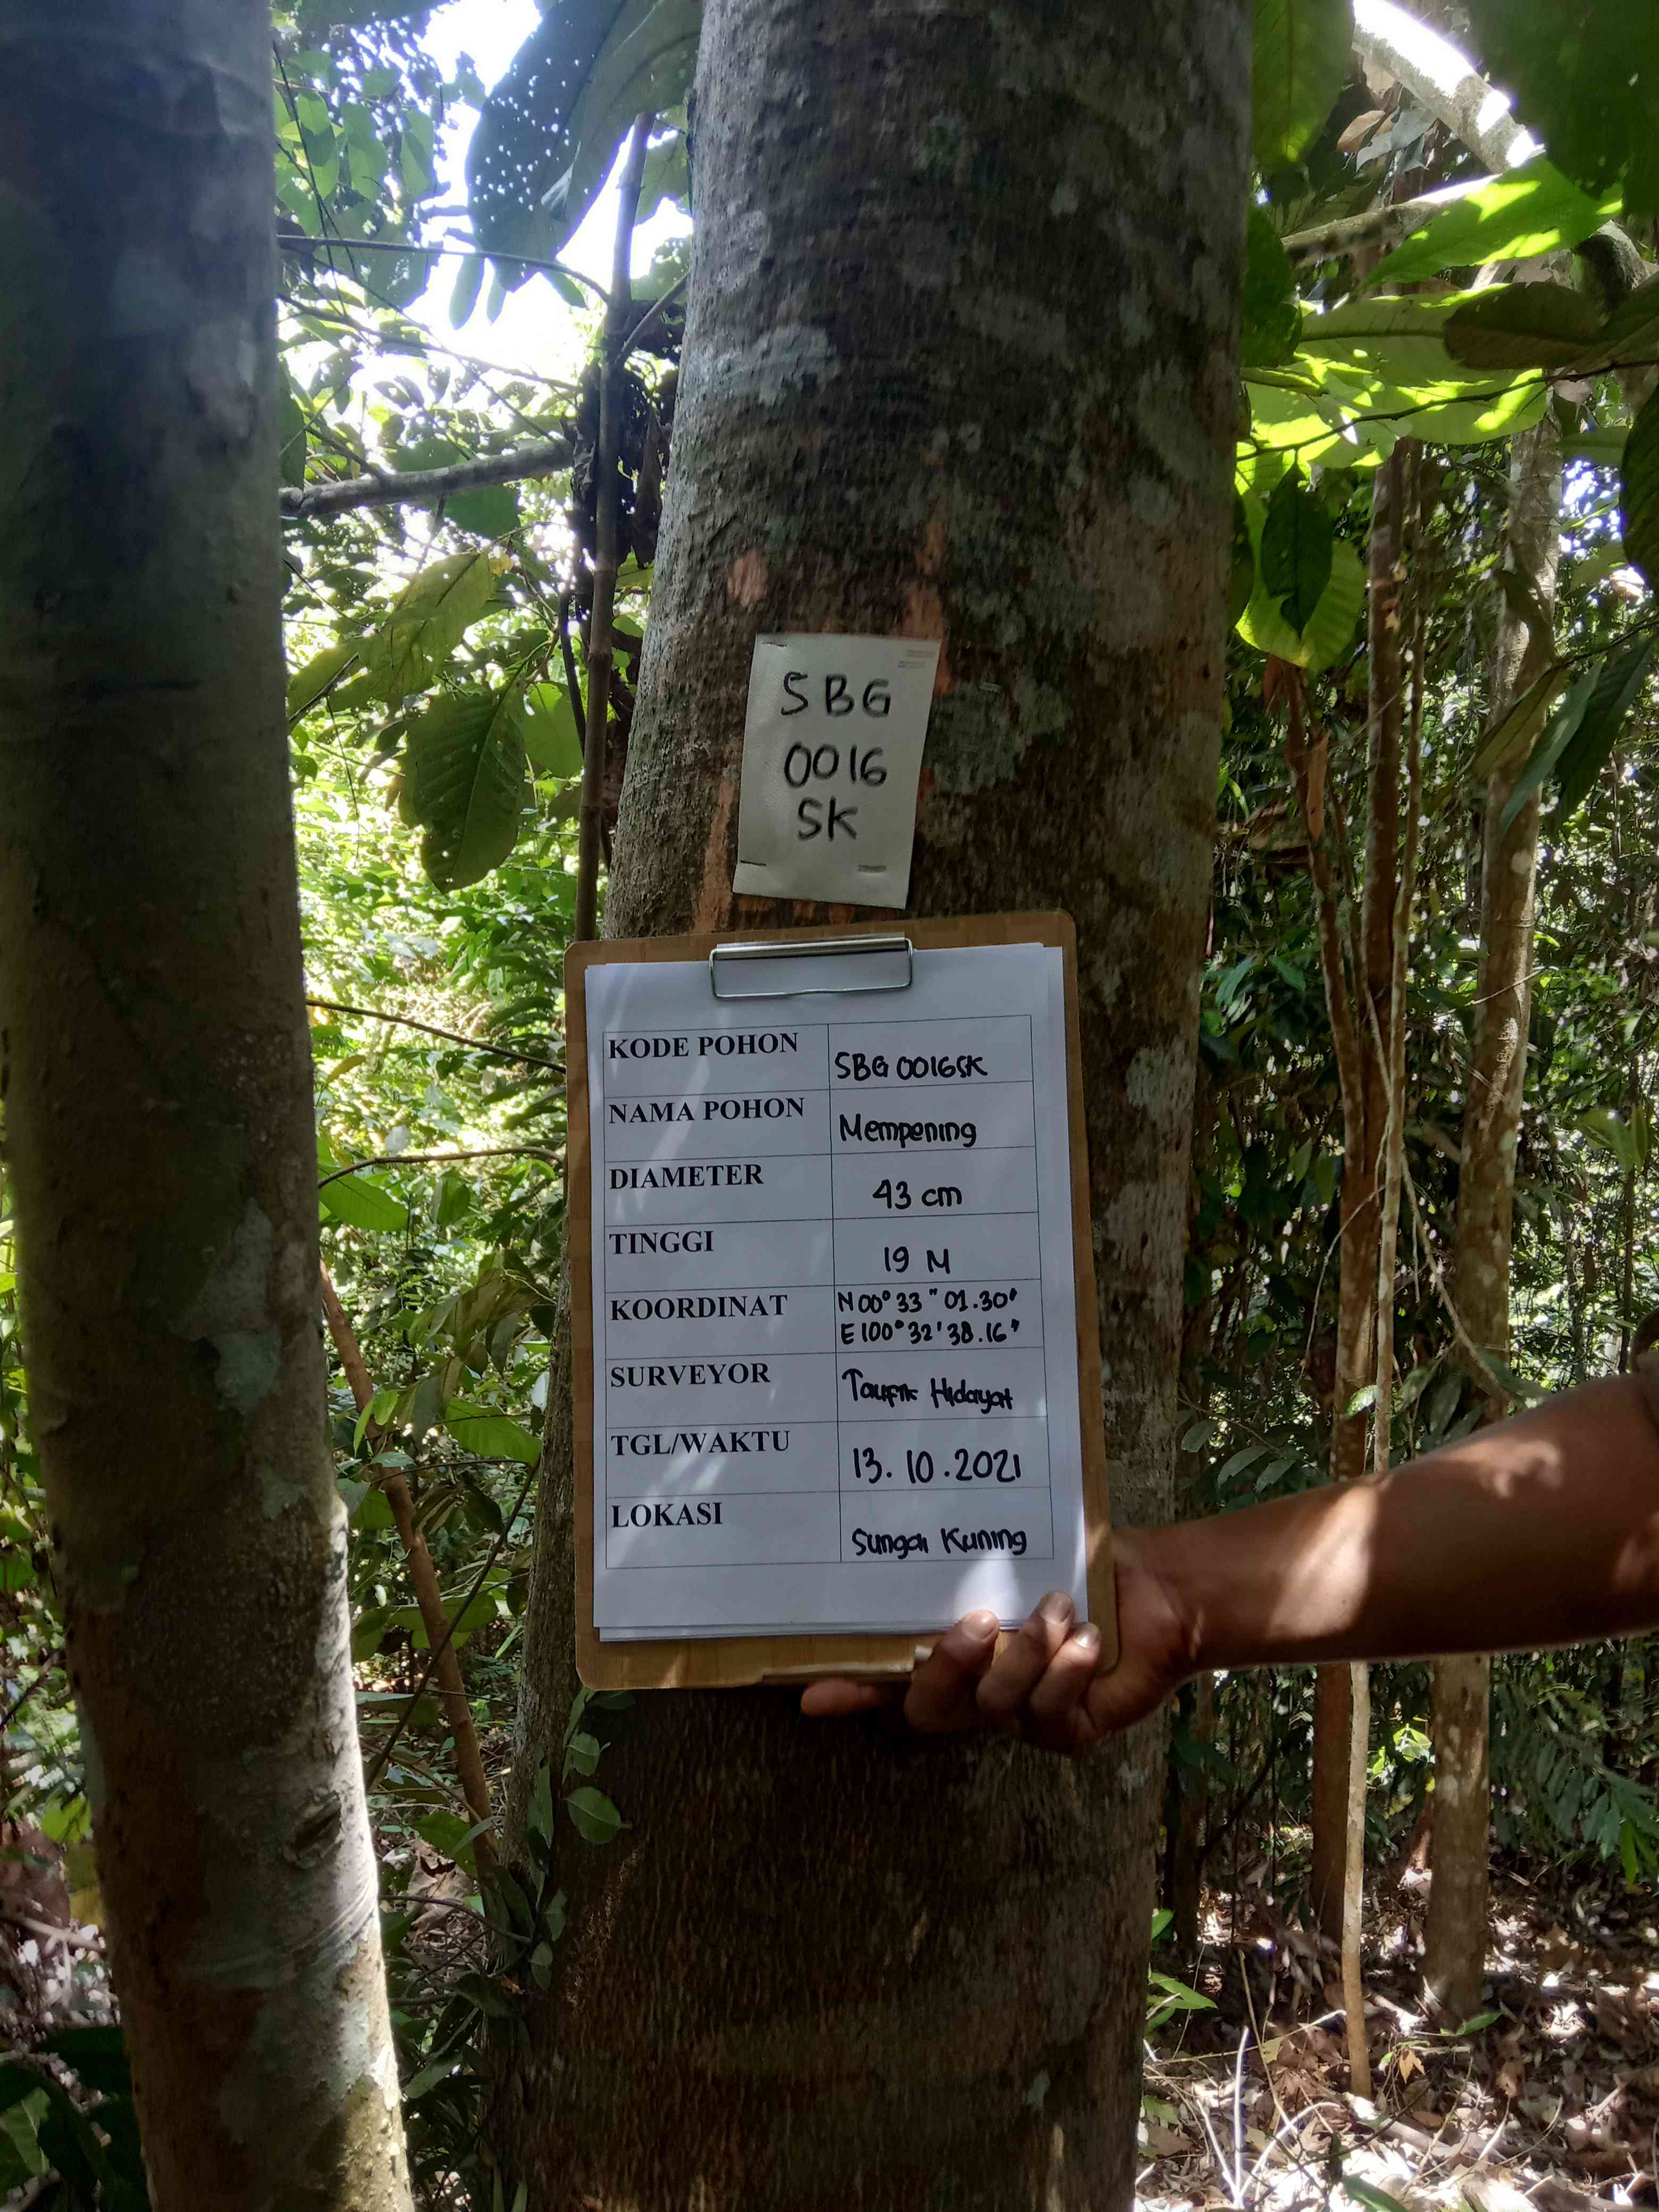 SBG
0016
SK
KODE POHON SBG 0016SK
NAMA POHON Mempening
DIAMETER 43 cm
TINGGI 19 M
KOORDINAT N 00° 33 " 01.30'
E 100° 32' 38.16"
SURVEYOR Taufik Hidayat
TGL/WAKTU 13. 10 .2021
LOKASI Sungai Kuning